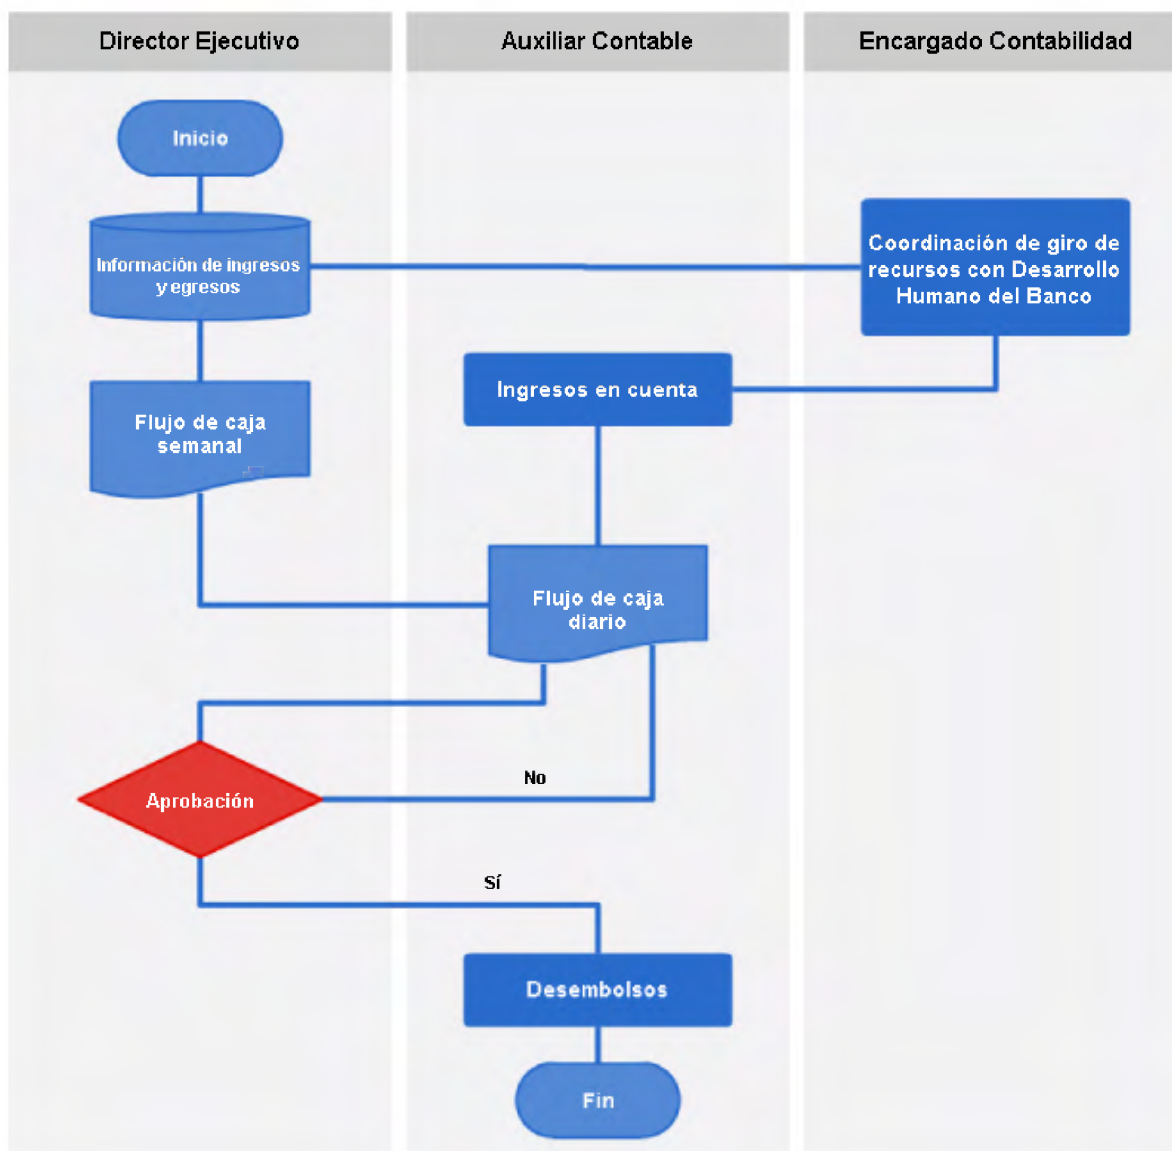 Director Ejecutivo
Auxiliar Contable
Encargado Contabilidad
Inicio
Información de ingresos
y egresos
Coordinación de giro de
recursos con Desarrollo
Humano del Banco
Ingresos en cuenta
Flujo de caja
semanal
Flujo de caja
diario
Aprobación
No
Sí
Desembolsos
Fin